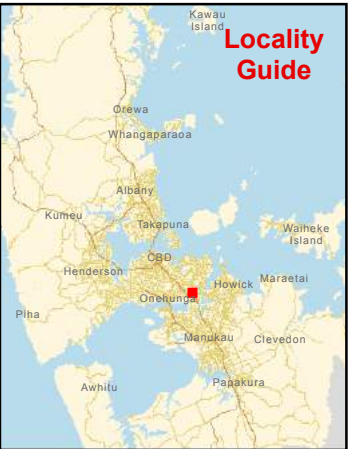 Kawau
Island
Locality
Guide
Orewa
Whangaparaoa
Albany
Kumeu
Takapuna
Waiheke
Island
CBD
Henderson
Howick
Maraetai
Onehunga
Piha
Manukau
Clevedon
Awhitu
Papakura